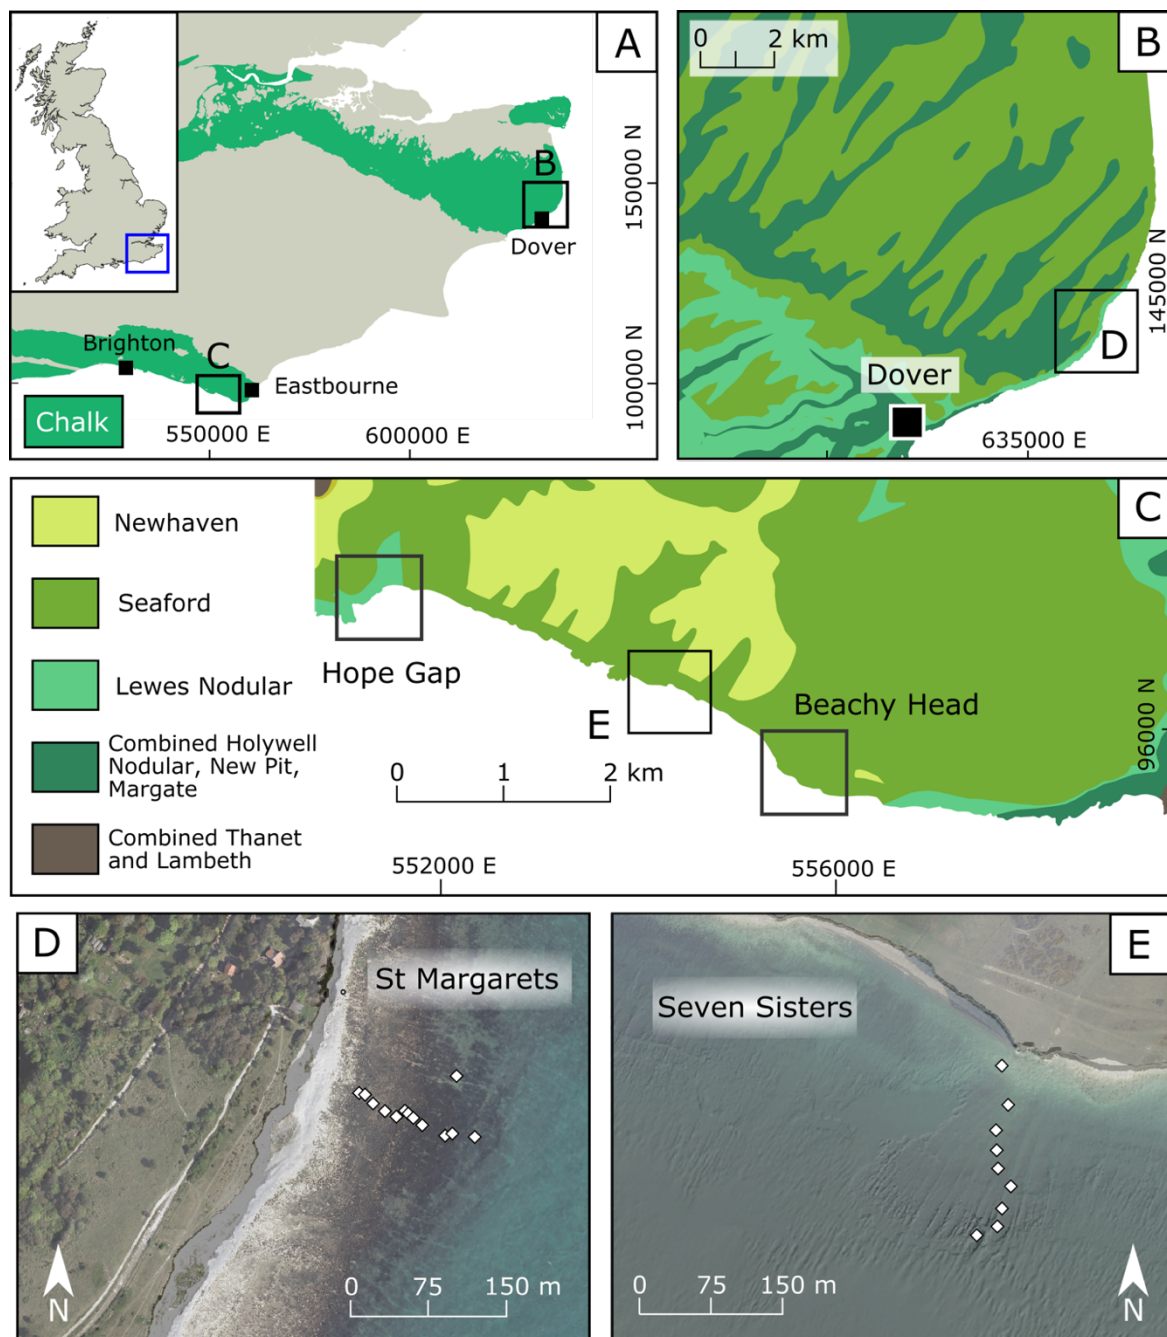 A
B
Dover
Brighton
C
Eastbourne
Chalk
550000 E
600000 E
150000 N
100000 N
0 2 km
B
D
Dover
635000 E
145000 N
C
Newhaven
Seaford
Lewes Nodular
Combined Holywell
Nodular, New Pit,
Margate
Combined Thanet
and Lambeth
Hope Gap
E
Beachy Head
0 1 2 km
552000 E
556000 E
96000 N
D
St Margarets
N
0 75 150 m
E
Seven Sisters
0 75 150 m
N